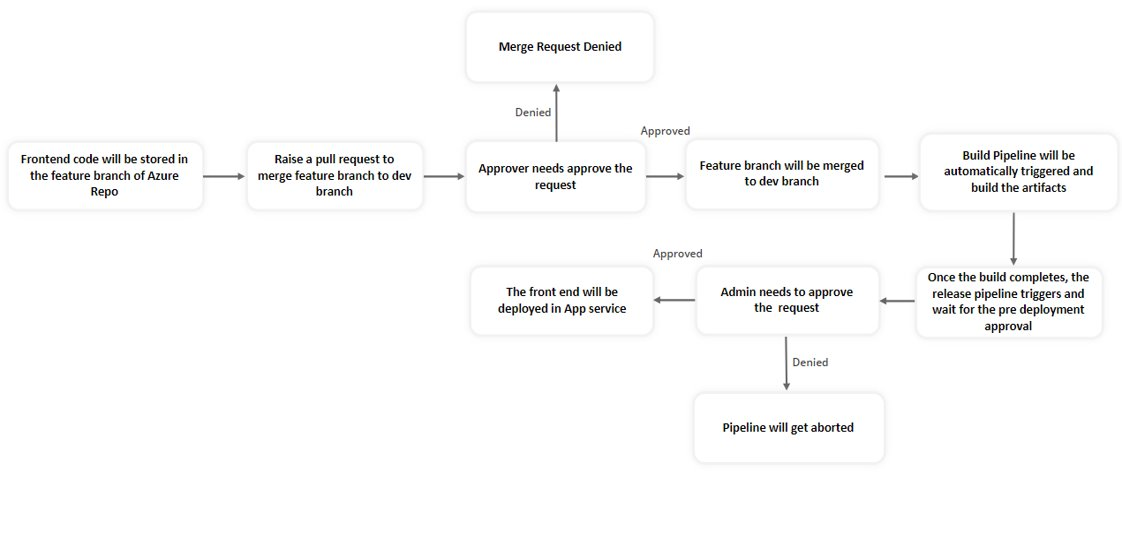 Merge Request Denied
Denied
Approved
Frontend code will be stored in
the feature branch of Azure
Repo
Raise a pull request to
merge feature branch to dev
branch
Approver needs approve the
request
Feature branch will be merged
to dev branch
Build Pipeline will be
automatically triggered and
build the artifacts
Approved
The front end will be
deployed in App service
Admin needs to approve
the  request
Once the build completes, the
release pipeline triggers and
wait for the pre deployment
approval
Denied
Pipeline will get aborted